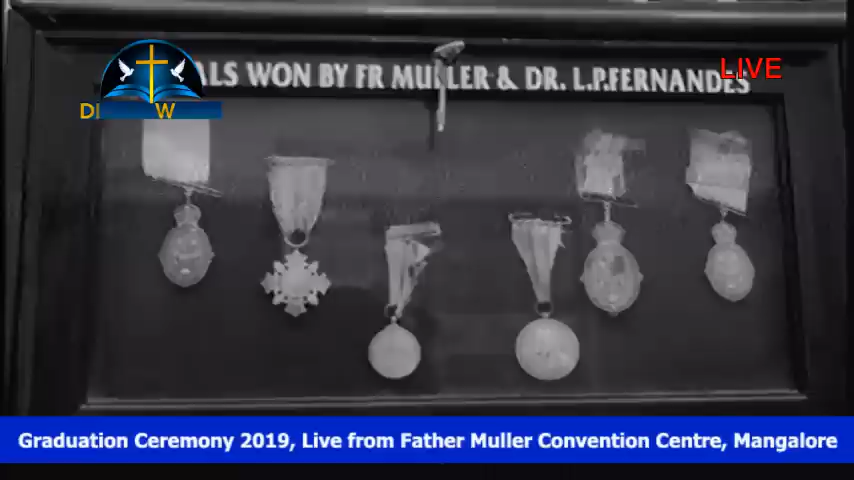 ALS WON BY FR MULLER & DR. L.P.FERNANDES
LIVE
D W
Graduation Ceremony 2019, Live from Father Muller Convention Centre, Mangalore